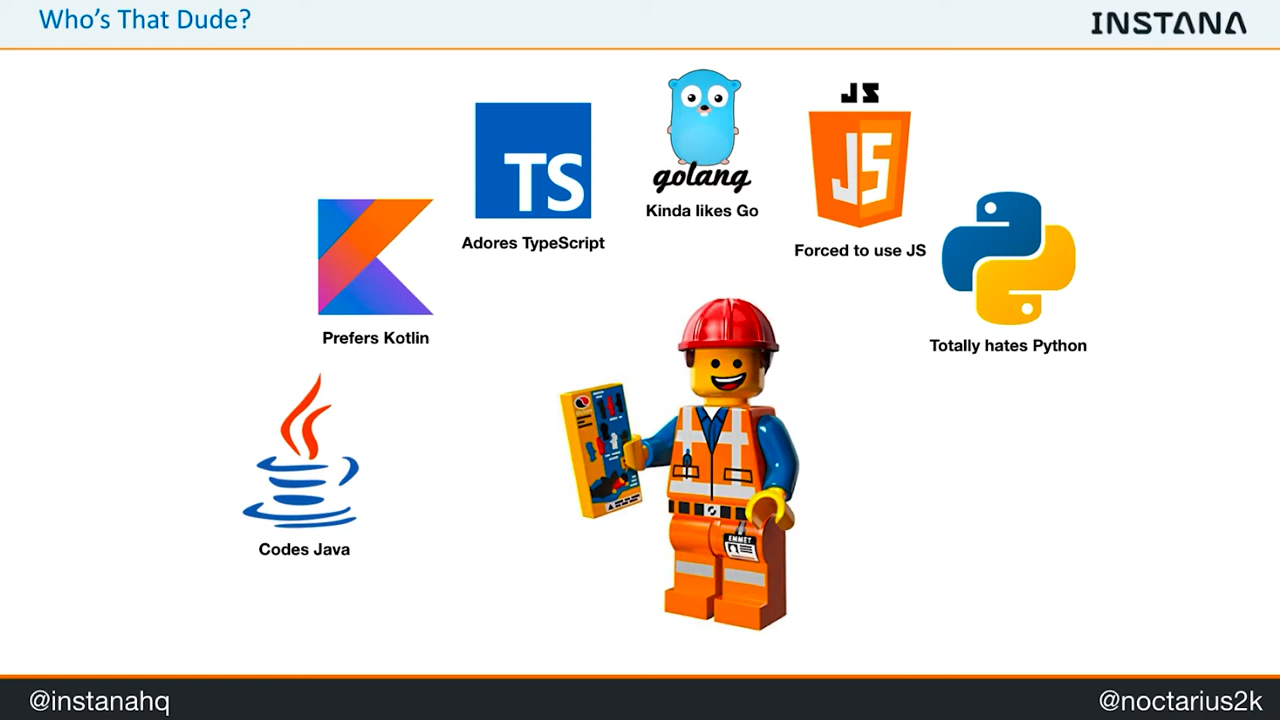 Who's That Dude?
INSTANA
JS
JS
TS
golang
Kinda likes Go
Adores TypeScript
Forced to use JS
Prefers Kotlin
Totally hates Python
EMMET
Codes Java
@instanahq
@noctarius2k